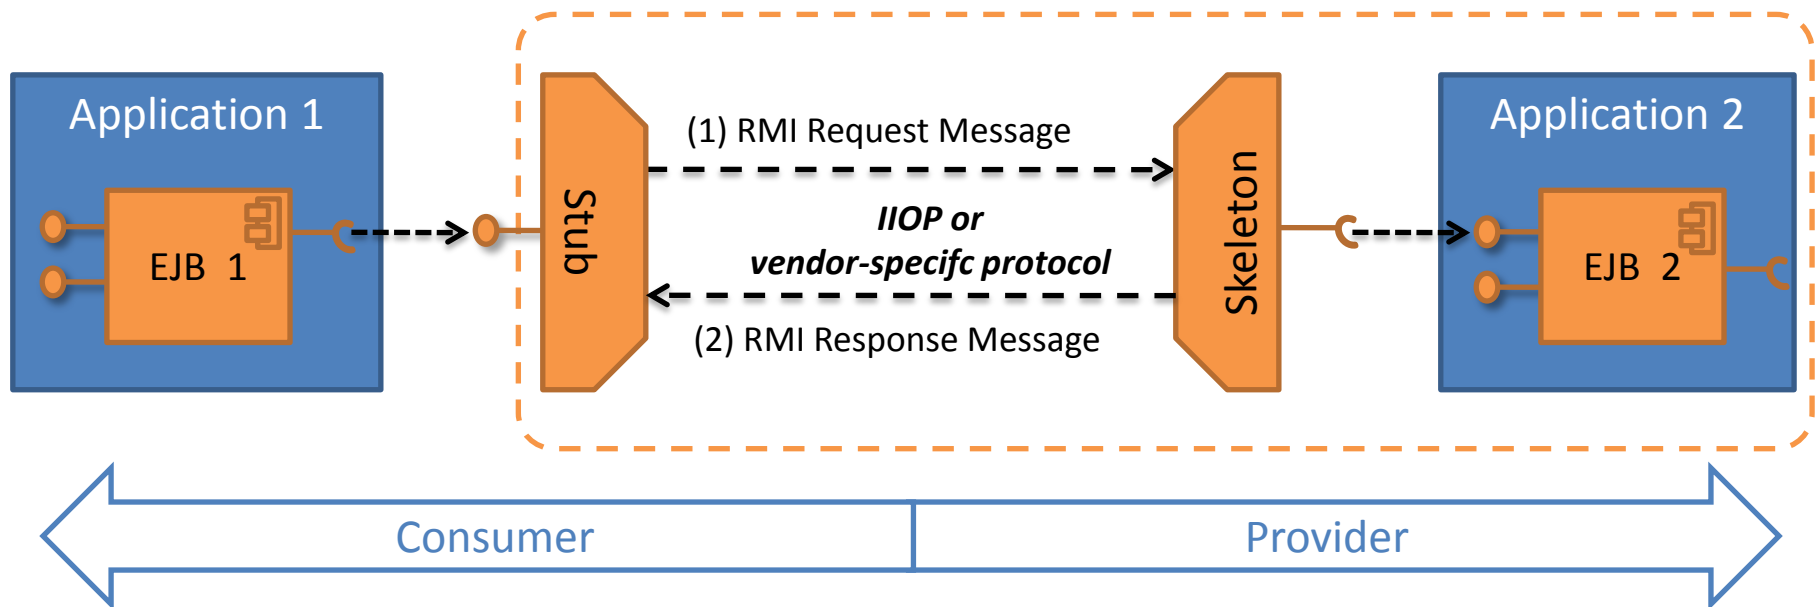 Application 1
EJB 1
Stub
(1) RMI Request Message
IIOP or
vendor-specifc protocol
(2) RMI Response Message
Skeleton
Application 2
EJB 2
Consumer
Provider